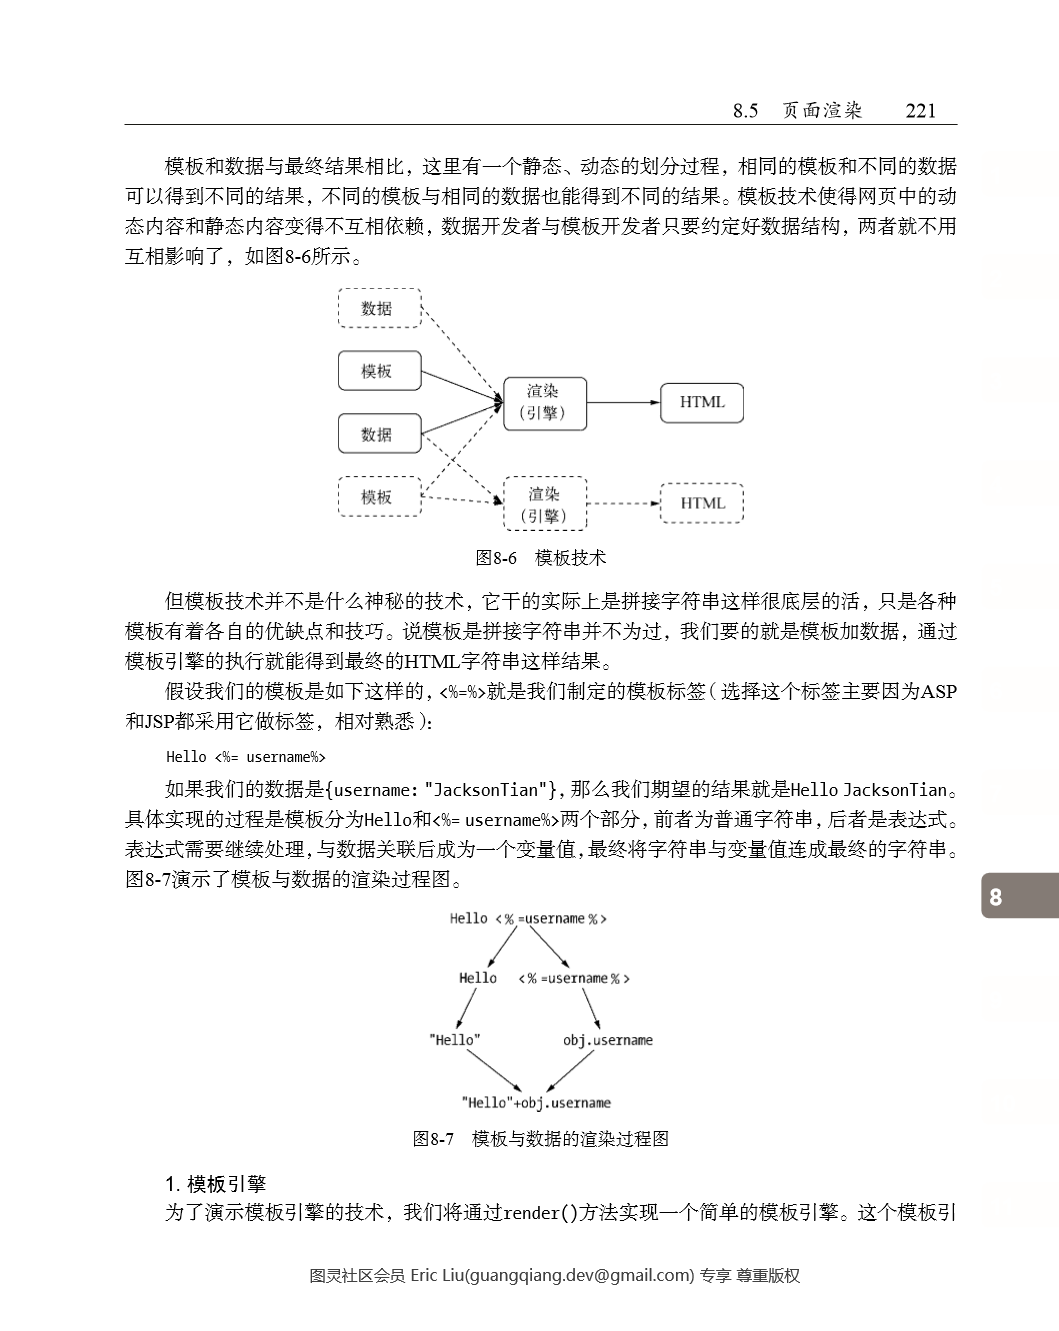 8.5 页面渲染 221
模板和数据与最终结果相比，这里有一个静态、动态的划分过程，相同的模板和不同的数据
可以得到不同的结果，不同的模板与相同的数据也能得到不同的结果。模板技术使得网页中的动
态内容和静态内容变得不互相依赖，数据开发者与模板开发者只要约定好数据结构，两者就不用
互相影响了，如图8-6所示。
数据
模板
渲染
（引擎）
HTML
数据
模板
渲染
（引擎）
HTML
图8-6 模板技术
但模板技术并不是什么神秘的技术，它干的实际上是拼接字符串这样很底层的活，只是各种
模板有着各自的优缺点和技巧。说模板是拼接字符串并不为过，我们要的就是模板加数据，通过
模板引擎的执行就能得到最终的HTML字符串这样结果。
假设我们的模板是如下这样的，<%=%>就是我们制定的模板标签（选择这个标签主要因为ASP
和JSP都采用它做标签，相对熟悉）：
Hello <%= username%>
如果我们的数据是{username: "JacksonTian"}，那么我们期望的结果就是Hello JacksonTian。
具体实现的过程是模板分为Hello和<%= username%>两个部分，前者为普通字符串，后者是表达式。
表达式需要继续处理，与数据关联后成为一个变量值，最终将字符串与变量值连成最终的字符串。
图8-7演示了模板与数据的渲染过程图。
8
Hello <% =username %>
Hello <% =username % >
"Hello" obj.username
"Hello"+obj.username
图8-7 模板与数据的渲染过程图
1. 模板引擎
为了演示模板引擎的技术，我们将通过render()方法实现一个简单的模板引擎。这个模板引
图灵社区会员 Eric Liu(guangqiang.dev@gmail.com) 专享 尊重版权